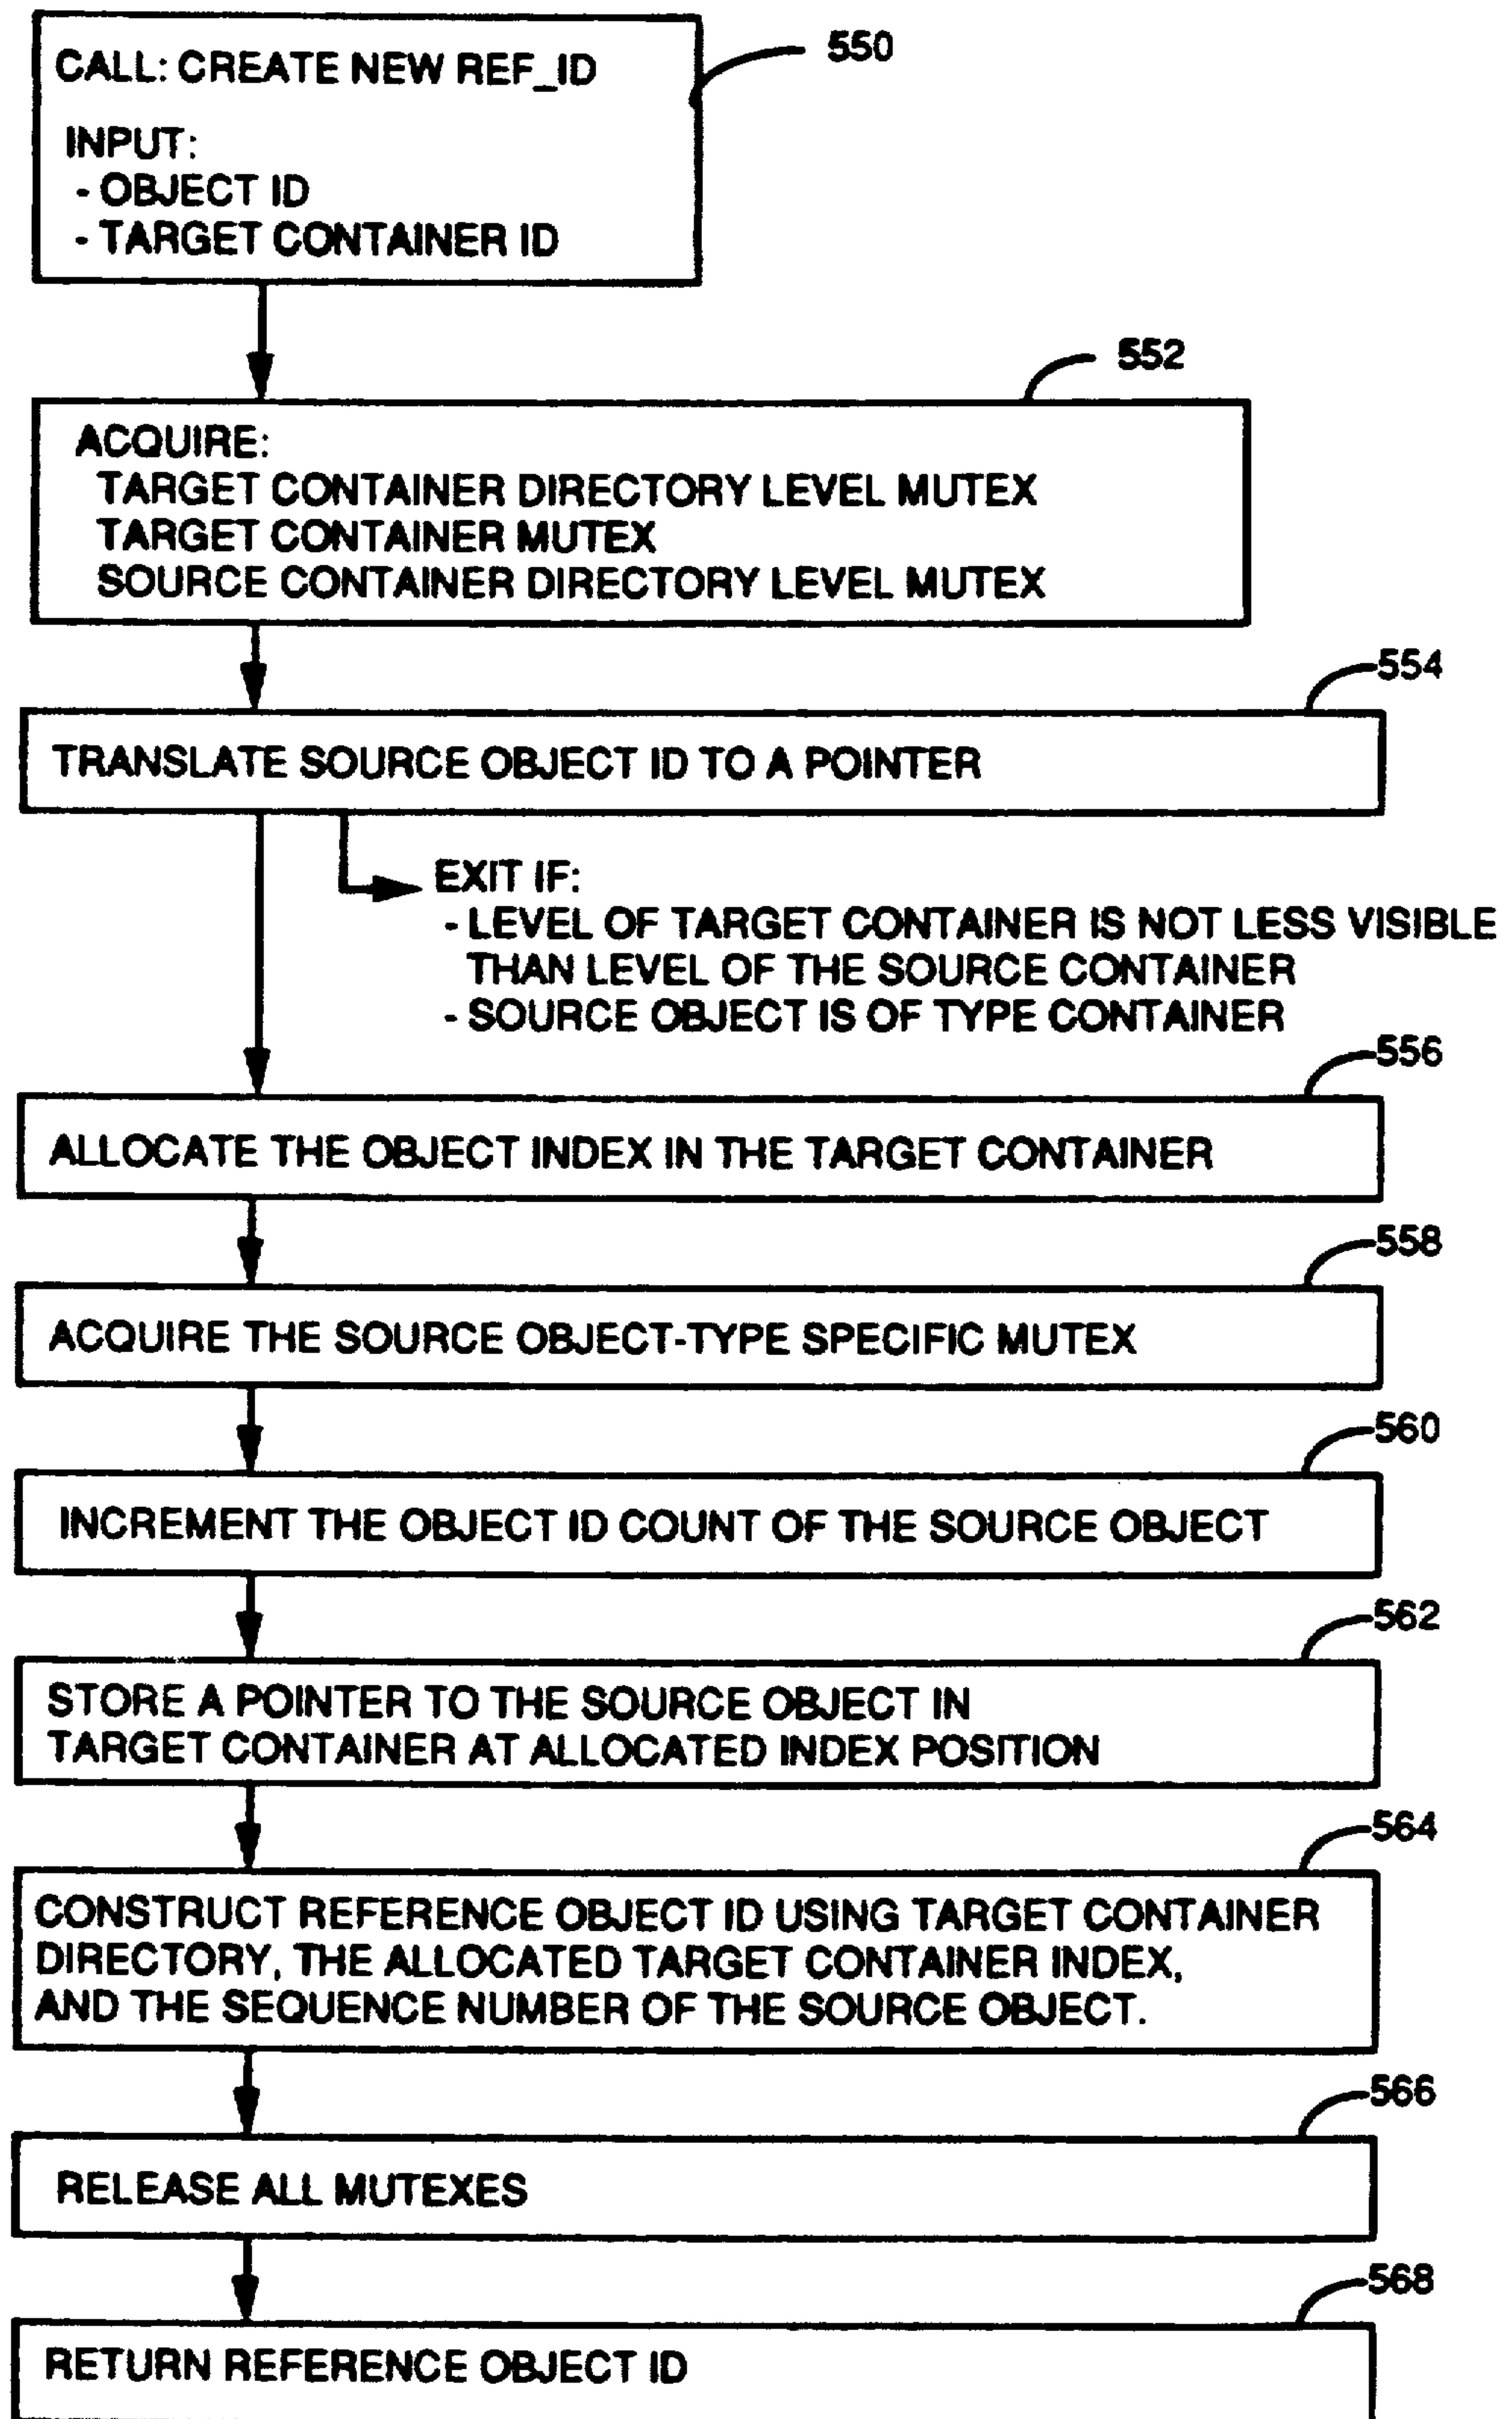 CALL: CREATE NEW REF_ID
550
INPUT:
- OBJECT ID
- TARGET CONTAINER ID
552
ACQUIRE:
TARGET CONTAINER DIRECTORY LEVEL MUTEX
TARGET CONTAINER MUTEX
SOURCE CONTAINER DIRECTORY LEVEL MUTEX
554
TRANSLATE SOURCE OBJECT ID TO A POINTER
EXIT IF:
- LEVEL OF TARGET CONTAINER IS NOT LESS VISIBLE
THAN LEVEL OF THE SOURCE CONTAINER
- SOURCE OBJECT IS OF TYPE CONTAINER
556
ALLOCATE THE OBJECT INDEX IN THE TARGET CONTAINER
558
ACQUIRE THE SOURCE OBJECT-TYPE SPECIFIC MUTEX
560
INCREMENT THE OBJECT ID COUNT OF THE SOURCE OBJECT
562
STORE A POINTER TO THE SOURCE OBJECT IN
TARGET CONTAINER AT ALLOCATED INDEX POSITION
564
CONSTRUCT REFERENCE OBJECT ID USING TARGET CONTAINER
DIRECTORY, THE ALLOCATED TARGET CONTAINER INDEX,
AND THE SEQUENCE NUMBER OF THE SOURCE OBJECT.
566
RELEASE ALL MUTEXES
568
RETURN REFERENCE OBJECT ID